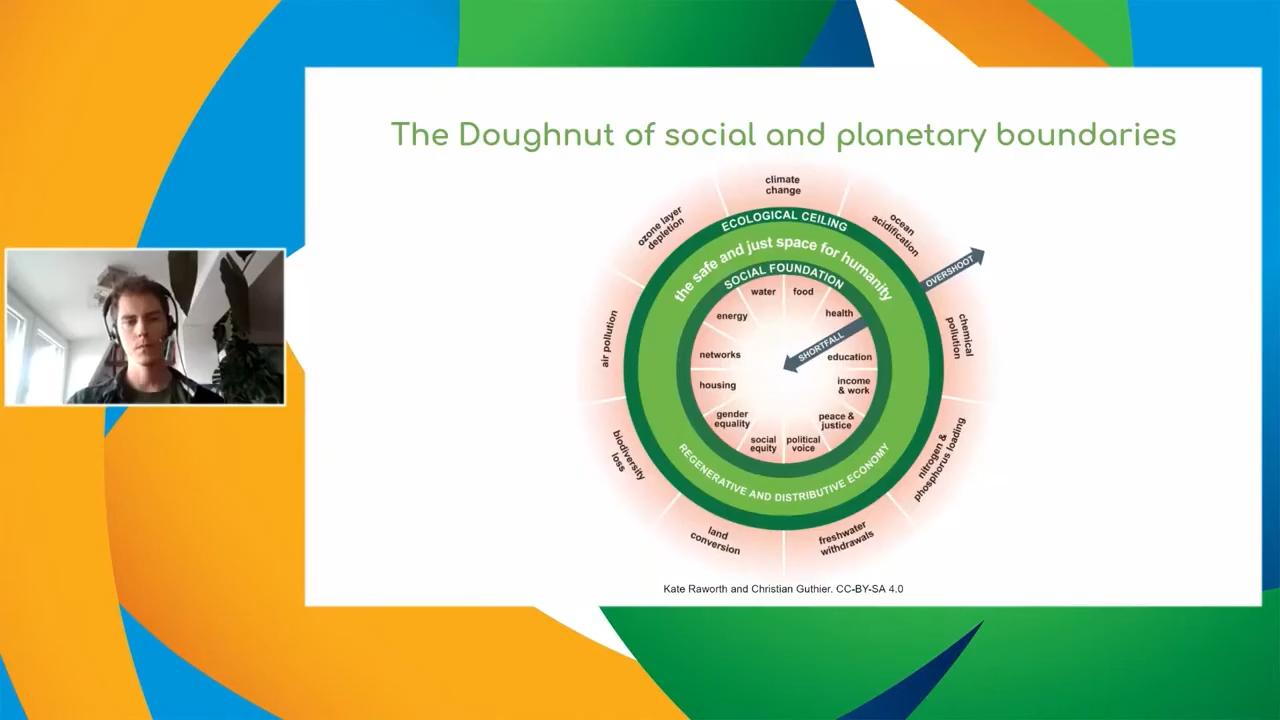 The Doughnut of social and planetary boundaries
climate
change
ozone layer
depletion
ocean
acidification
ECOLOGICAL CEILING
the safe and just space for humanity
SOCIAL FOUNDATION
OVERSHOOT
water
food
energy
health
SHORTFALL
air pollution
chemical
pollution
networks
education
housing
income
& work
gender
equality
peace &
justice
social
equity
political
voice
biodiversity
loss
nitrogen &
phosphorus loading
REGENERATIVE AND DISTRIBUTIVE ECONOMY
land
conversion
freshwater
withdrawals
Kate Raworth and Christian Guthier. CC-BY-SA 4.0